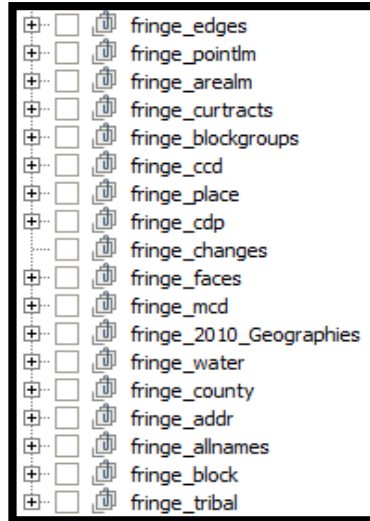 fringe_edges
fringe_pointlm
fringe_arealm
fringe_curtracts
fringe_blockgroups
fringe_ccd
fringe_place
fringe_cdp
fringe_changes
fringe_faces
fringe_mcd
fringe_2010_Geographies
fringe_water
fringe_county
fringe_addr
fringe_allnames
fringe_block
fringe_tribal